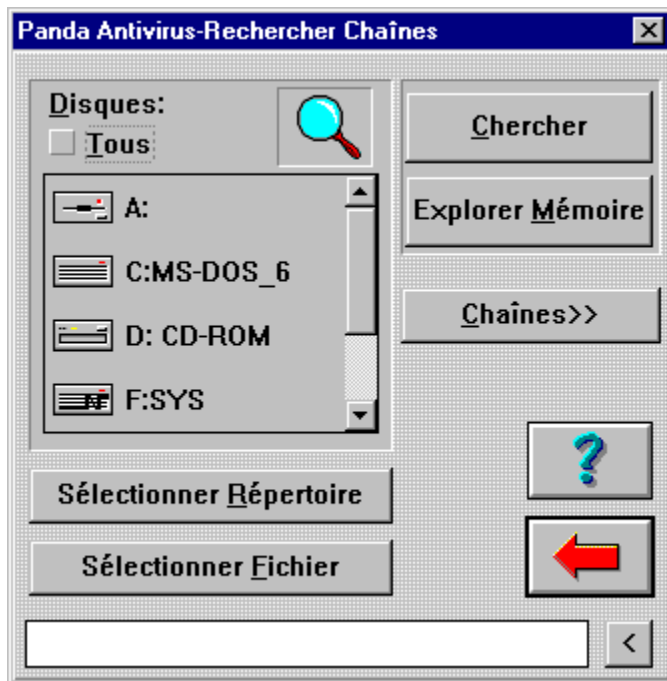 Panda Antivirus-Rechercher Chaînes
Disques:
Tous
A:
C:MS-DOS_6
D: CD-ROM
F:SYS
Chercher
Explorer Mémoire
Chaînes>>
?
Sélectionner Répertoire
Sélectionner Fichier
<